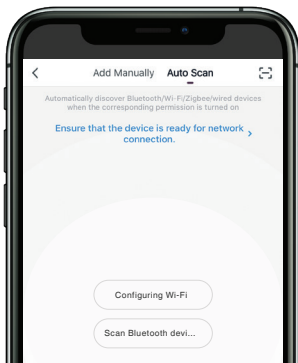 Add Manually Auto Scan
Automatically discover Bluetooth/Wi-Fi/Zigbee/wired devices
when the corresponding permission is turned on
Ensure that the device is ready for network
connection.
Configuring Wi-Fi
Scan Bluetooth devi...